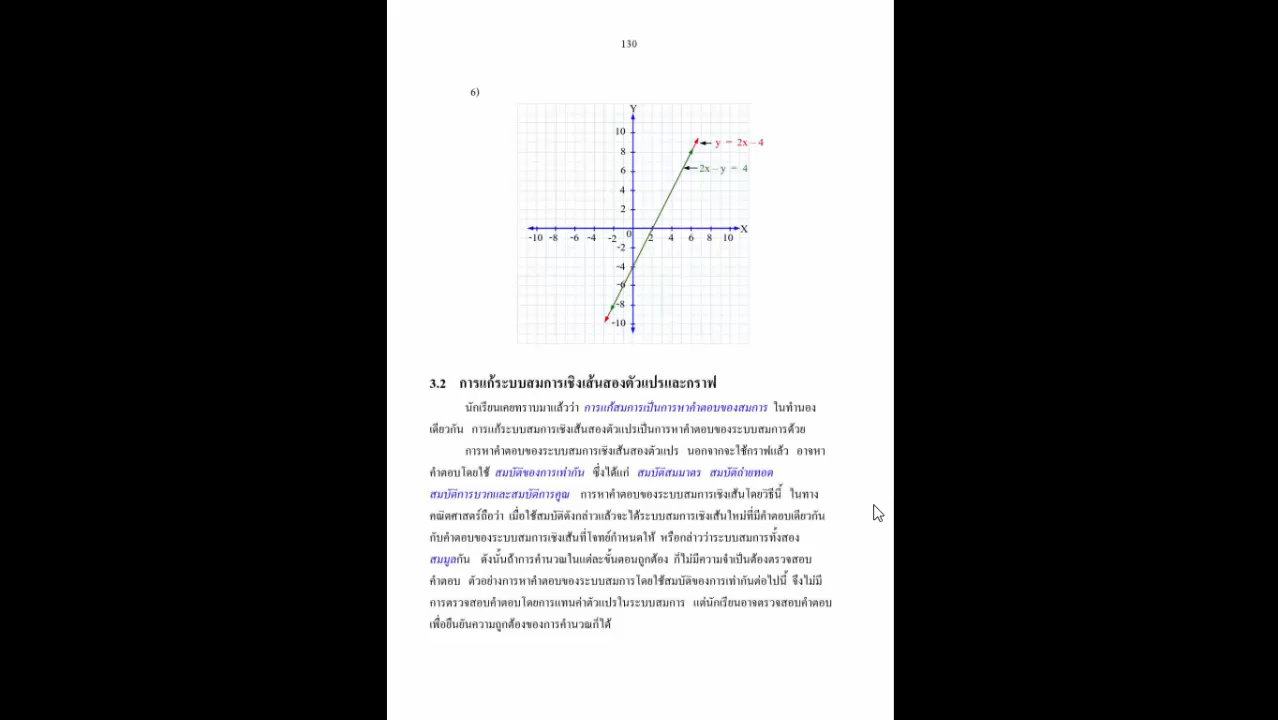 130
6)
Y
10
y = 2x – 4
8
2x – y = 4
6
4
2
X
-10 -8 -6 -4 -2 0 2 4 6 8 10
-2
-4
-6
-8
-10
3.2 การแก้ระบบสมการเชิงเส้นสองตัวแปรและกราฟ
นักเรียนเคยทราบมาแล้วว่า การแก้สมการเป็นการหาคำตอบของสมการ ในทำนอง
เดียวกัน การแก้ระบบสมการเชิงเส้นสองตัวแปรเป็นการหาคำตอบของระบบสมการด้วย
การหาคำตอบของระบบสมการเชิงเส้นสองตัวแปร นอกจากจะใช้กราฟแล้ว อาจหา
คำตอบโดยใช้ สมบัติของการเท่ากัน ซึ่งได้แก่ สมบัติสมมาตร สมบัติถ่ายทอด
สมบัติการบวกและสมบัติการคูณ การหาคำตอบของระบบสมการเชิงเส้นโดยวิธีนี้ ในทาง
คณิตศาสตร์ถือว่า เมื่อใช้สมบัติดังกล่าวแล้วจะได้ระบบสมการเชิงเส้นใหม่ที่มีคำตอบเดียวกัน
กับคำตอบของระบบสมการเชิงเส้นที่โจทย์กำหนดให้ หรือกล่าวว่าระบบสมการทั้งสอง
สมมูลกัน ดังนั้นถ้าการคำนวณในแต่ละขั้นตอนถูกต้อง ก็ไม่มีความจำเป็นต้องตรวจสอบ
คำตอบ ตัวอย่างการหาคำตอบของระบบสมการโดยใช้สมบัติของการเท่ากันต่อไปนี้ จึงไม่มี
การตรวจสอบคำตอบโดยการแทนค่าตัวแปรในระบบสมการ แต่นักเรียนอาจตรวจสอบคำตอบ
เพื่อยืนยันความถูกต้องของการคำนวณก็ได้